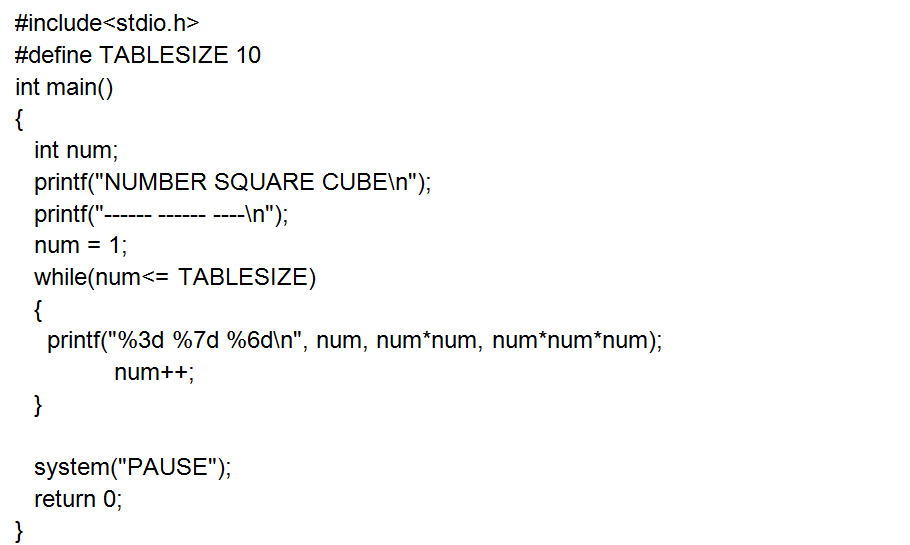 #include<stdio.h>
#define TABLESIZE 10
int main()
{
int num;
printf("NUMBER SQUARE CUBE\n");
printf("------ ------ ----\n");
num = 1;
while(num<= TABLESIZE)
{
printf("%3d %7d %6d\n", num, num*num, num*num*num);
num++;
}
system("PAUSE");
return 0;
}